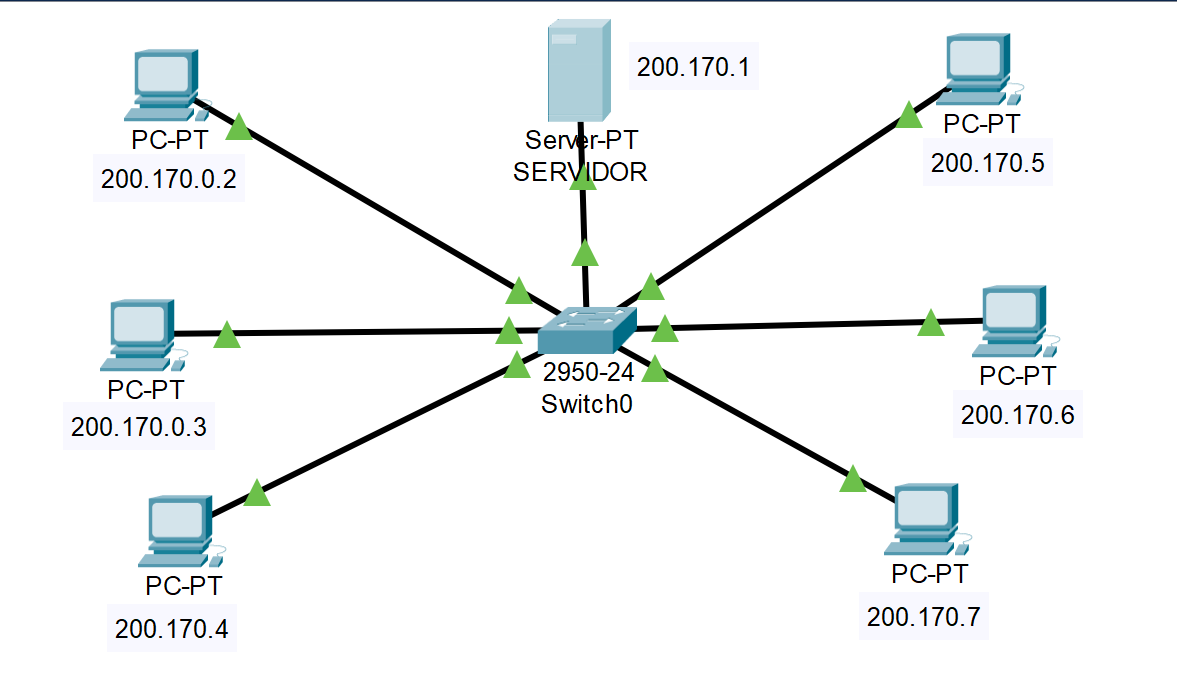 PC-PT
200.170.0.2
Server-PT
SERVIDOR
200.170.1
PC-PT
200.170.5
PC-PT
200.170.0.3
2950-24
Switch0
PC-PT
200.170.6
PC-PT
200.170.4
PC-PT
200.170.7